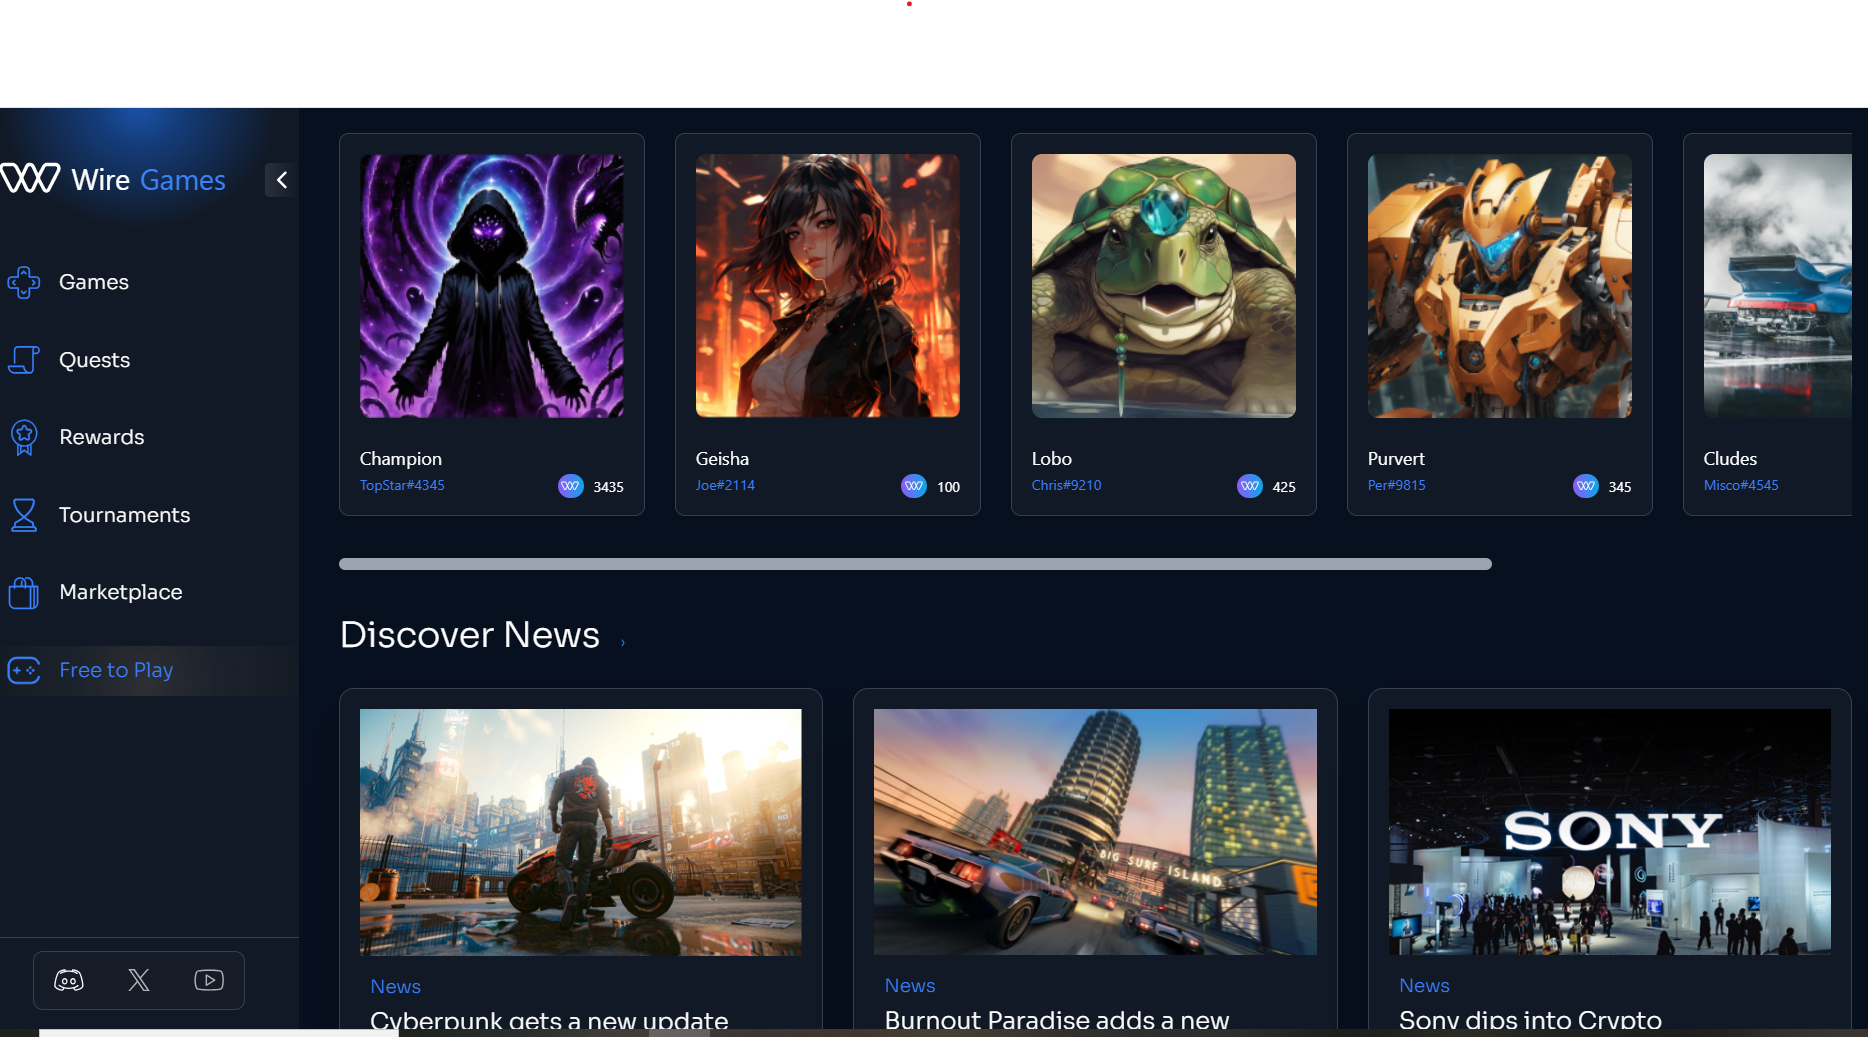 Wire Games
Games
Quests
Rewards
Tournaments
Marketplace
Free to Play
Champion
TopStar#4345
3435
Geisha
Joe#2114
100
Lobo
Chris#9210
425
Purvert
Per#9815
345
Cludes
Misco#4545
Discover News
BIG SURF ISLAND
SONY
News
Cyberpunk gets a new update
News
Burnout Paradise adds a new
News
Sony dips into Crypto